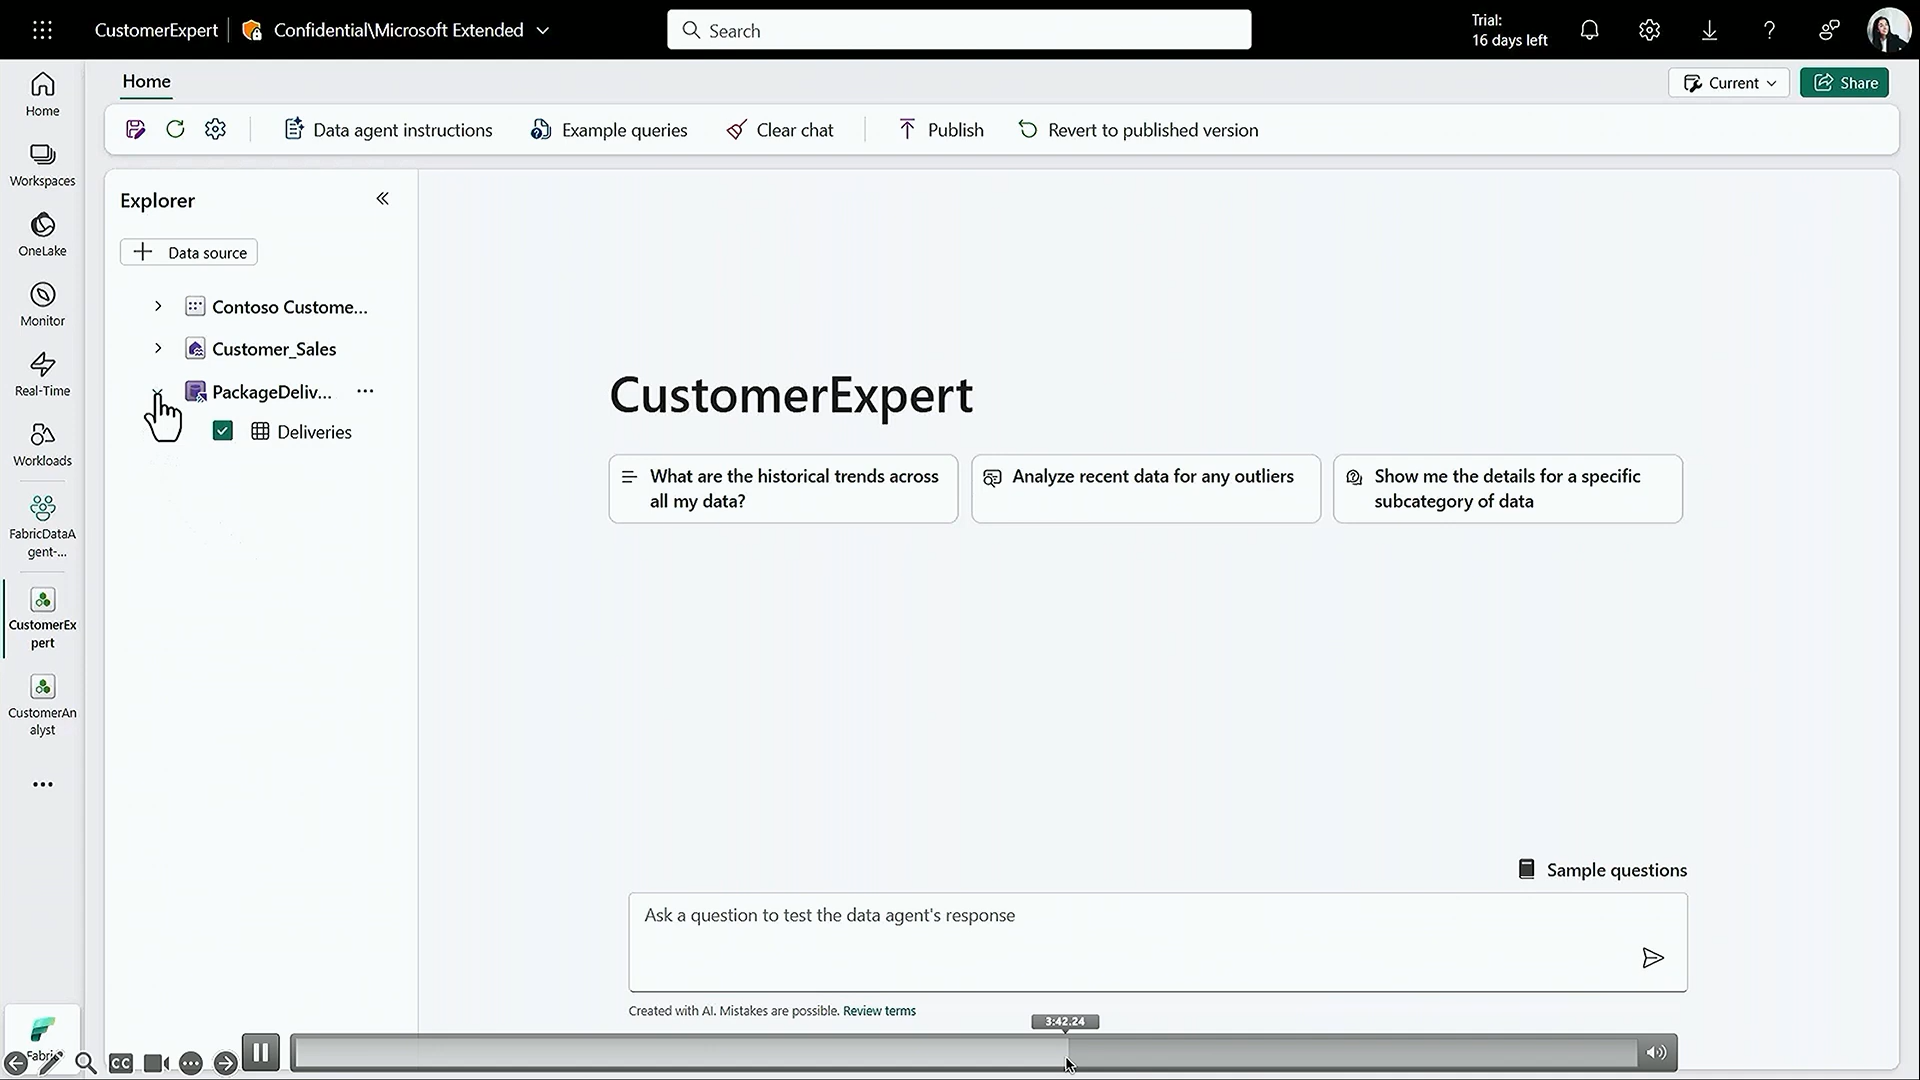 CustomerExpert
Confidential\Microsoft Extended
Search
Trial:
16 days left
Home
Current
Share
Data agent instructions
Example queries
Clear chat
Publish
Revert to published version
Home
Workspaces
OneLake
Monitor
Real-Time
Workloads
FabricDataA
gent-...
CustomerEx
pert
CustomerAn
alyst
Explorer
Data source
Contoso Custome...
Customer_Sales
PackageDeliv...
Deliveries
CustomerExpert
What are the historical trends across
all my data?
Analyze recent data for any outliers
Show me the details for a specific
subcategory of data
Sample questions
Ask a question to test the data agent's response
Created with AI. Mistakes are possible. Review terms
3:42.24
Fabric
CC